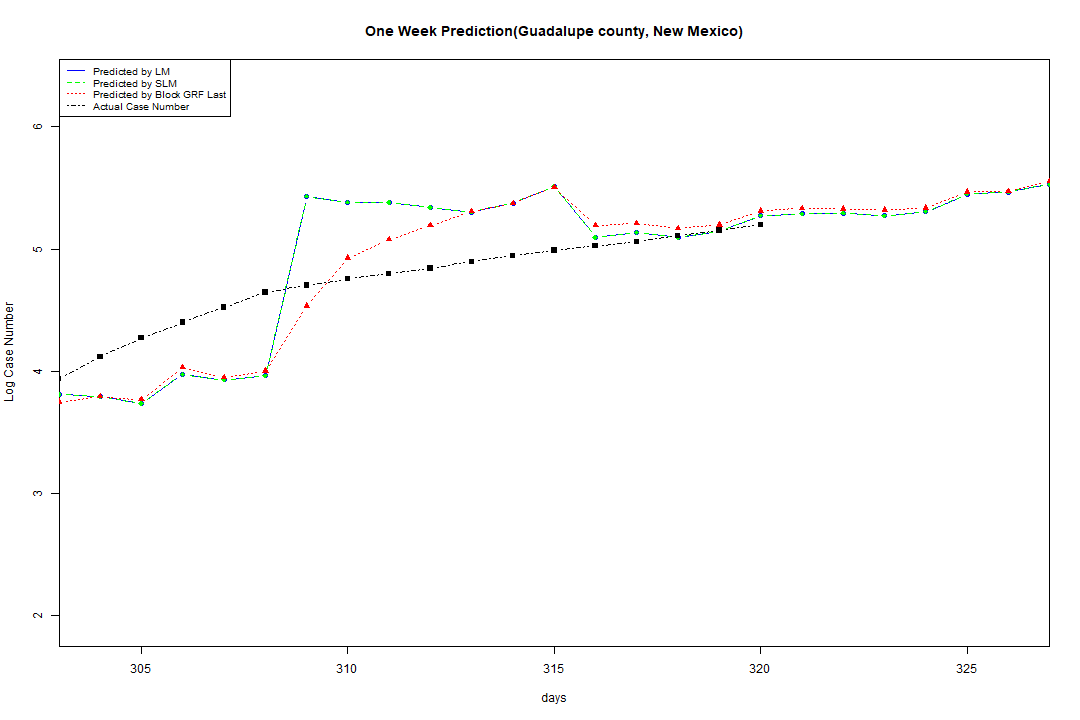 One Week Prediction(Guadalupe county, New Mexico)
Predicted by LM
Predicted by SLM
Predicted by Block GRF Last
Actual Case Number
6
5
4
3
2
Log Case Number
305
310
315
320
325
days